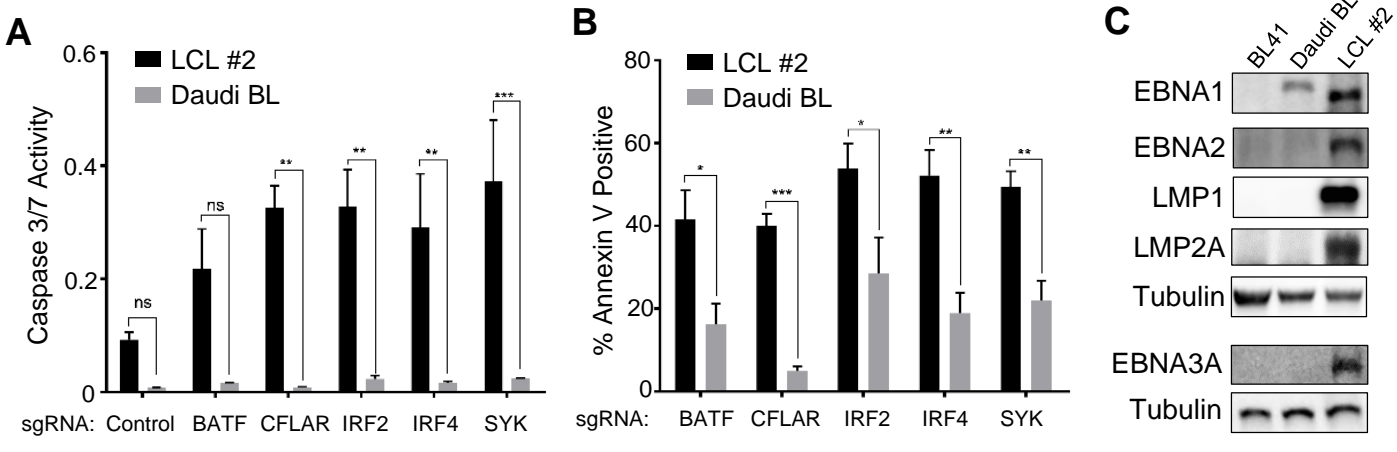 A
Caspase 3/7 Activity
0.6
0.4
0.2
0
LCL #2
Daudi BL
ns
ns
**
**
**
***
sgRNA: Control BATF CFLAR IRF2 IRF4 SYK
B
% Annexin V Positive
80
60
40
20
0
LCL #2
Daudi BL
*
***
*
**
**
sgRNA: BATF CFLAR IRF2 IRF4 SYK
C
BL41 Daudi BL LCL #2
EBNA1
EBNA2
LMP1
LMP2A
Tubulin
EBNA3A
Tubulin